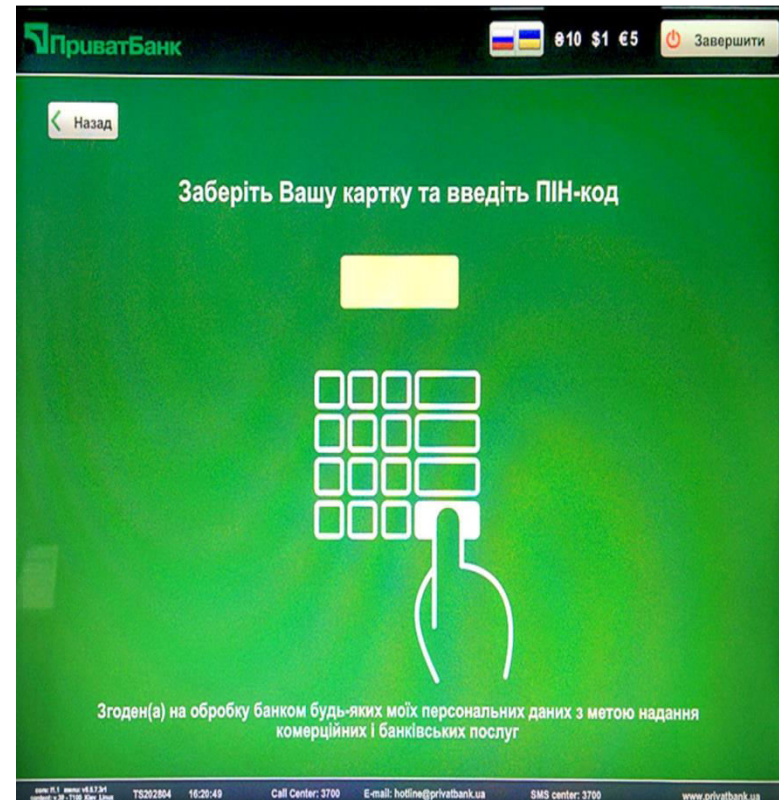 ПриватБанк
₴10 $1 €5
Завершити
Назад
Заберіть Вашу картку та введіть ПІН-код
Згоден(а) на обробку банком будь-яких моїх персональних даних з метою надання
комерційних і банківських послуг
TS202804 16:20:49 Call Center: 3700 E-mail: hotline@privatbank.ua SMS center: 3700 www.privatbank.ua